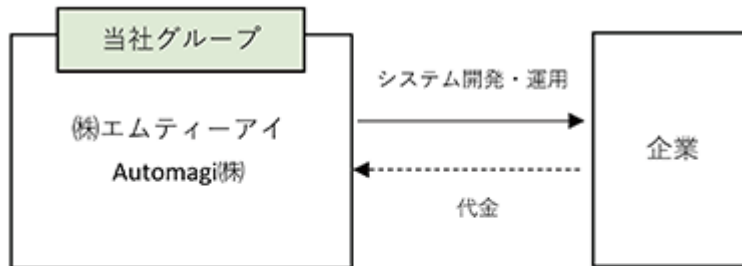 当社グループ
㈱エムティーアイ
Automagi㈱
システム開発・運用
代金
企業